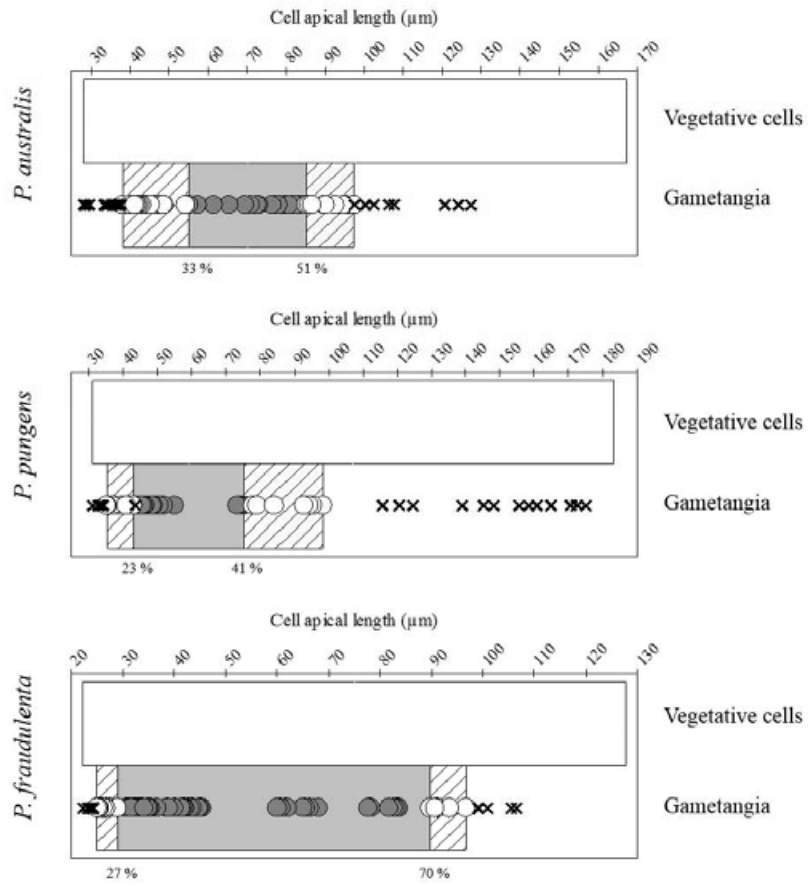 Cell apical length (µm)
30 40 50 60 70 80 90 100 110 120 130 140 150 160 170
P. australis
Vegetative cells
Gametangia
33 % 51 %
Cell apical length (µm)
30 40 50 60 70 80 90 100 110 120 130 140 150 160 170 180 190
P. pungens
Vegetative cells
Gametangia
23 % 41 %
Cell apical length (µm)
20 30 40 50 60 70 80 90 100 110 120 130
P. fraudulenta
Vegetative cells
Gametangia
27 % 70 %